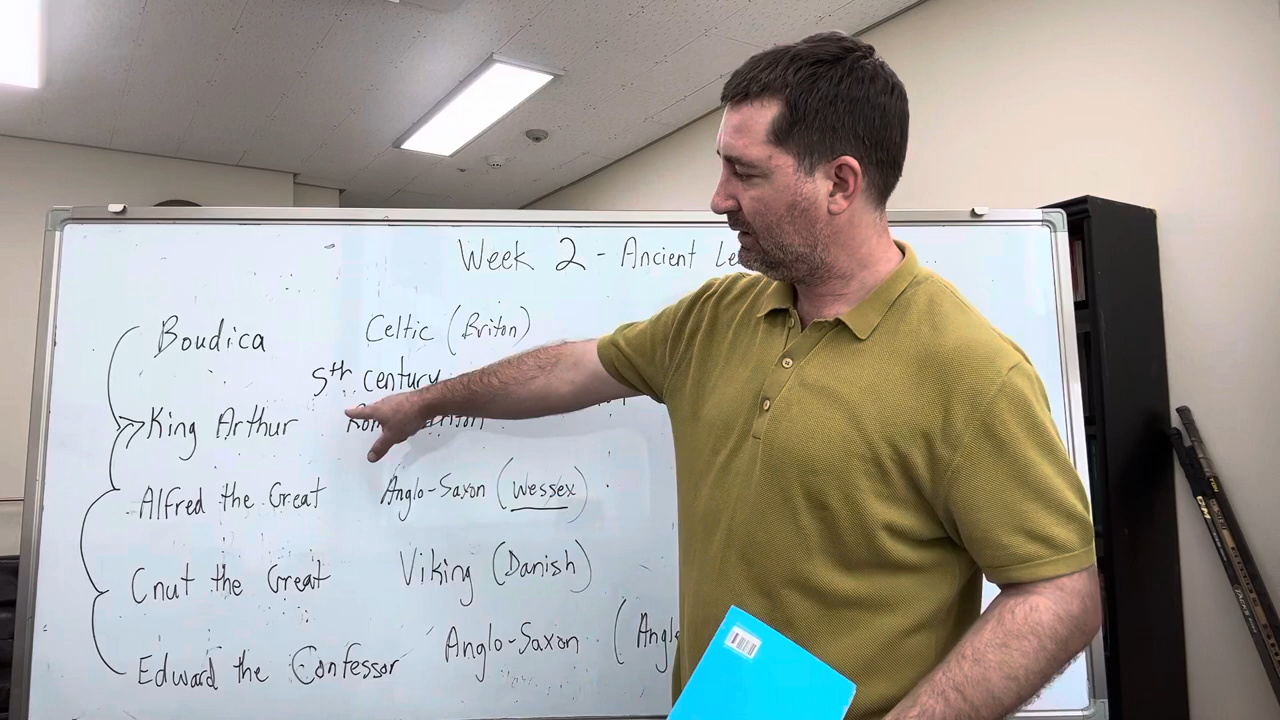 Week 2 - Ancient Le
Boudica Celtic (Briton)
5th century
King Arthur
Alfred the Great Anglo-Saxon (Wessex)
Cnut the Great Viking (Danish)
Edward the Confessor Anglo-Saxon (Angl